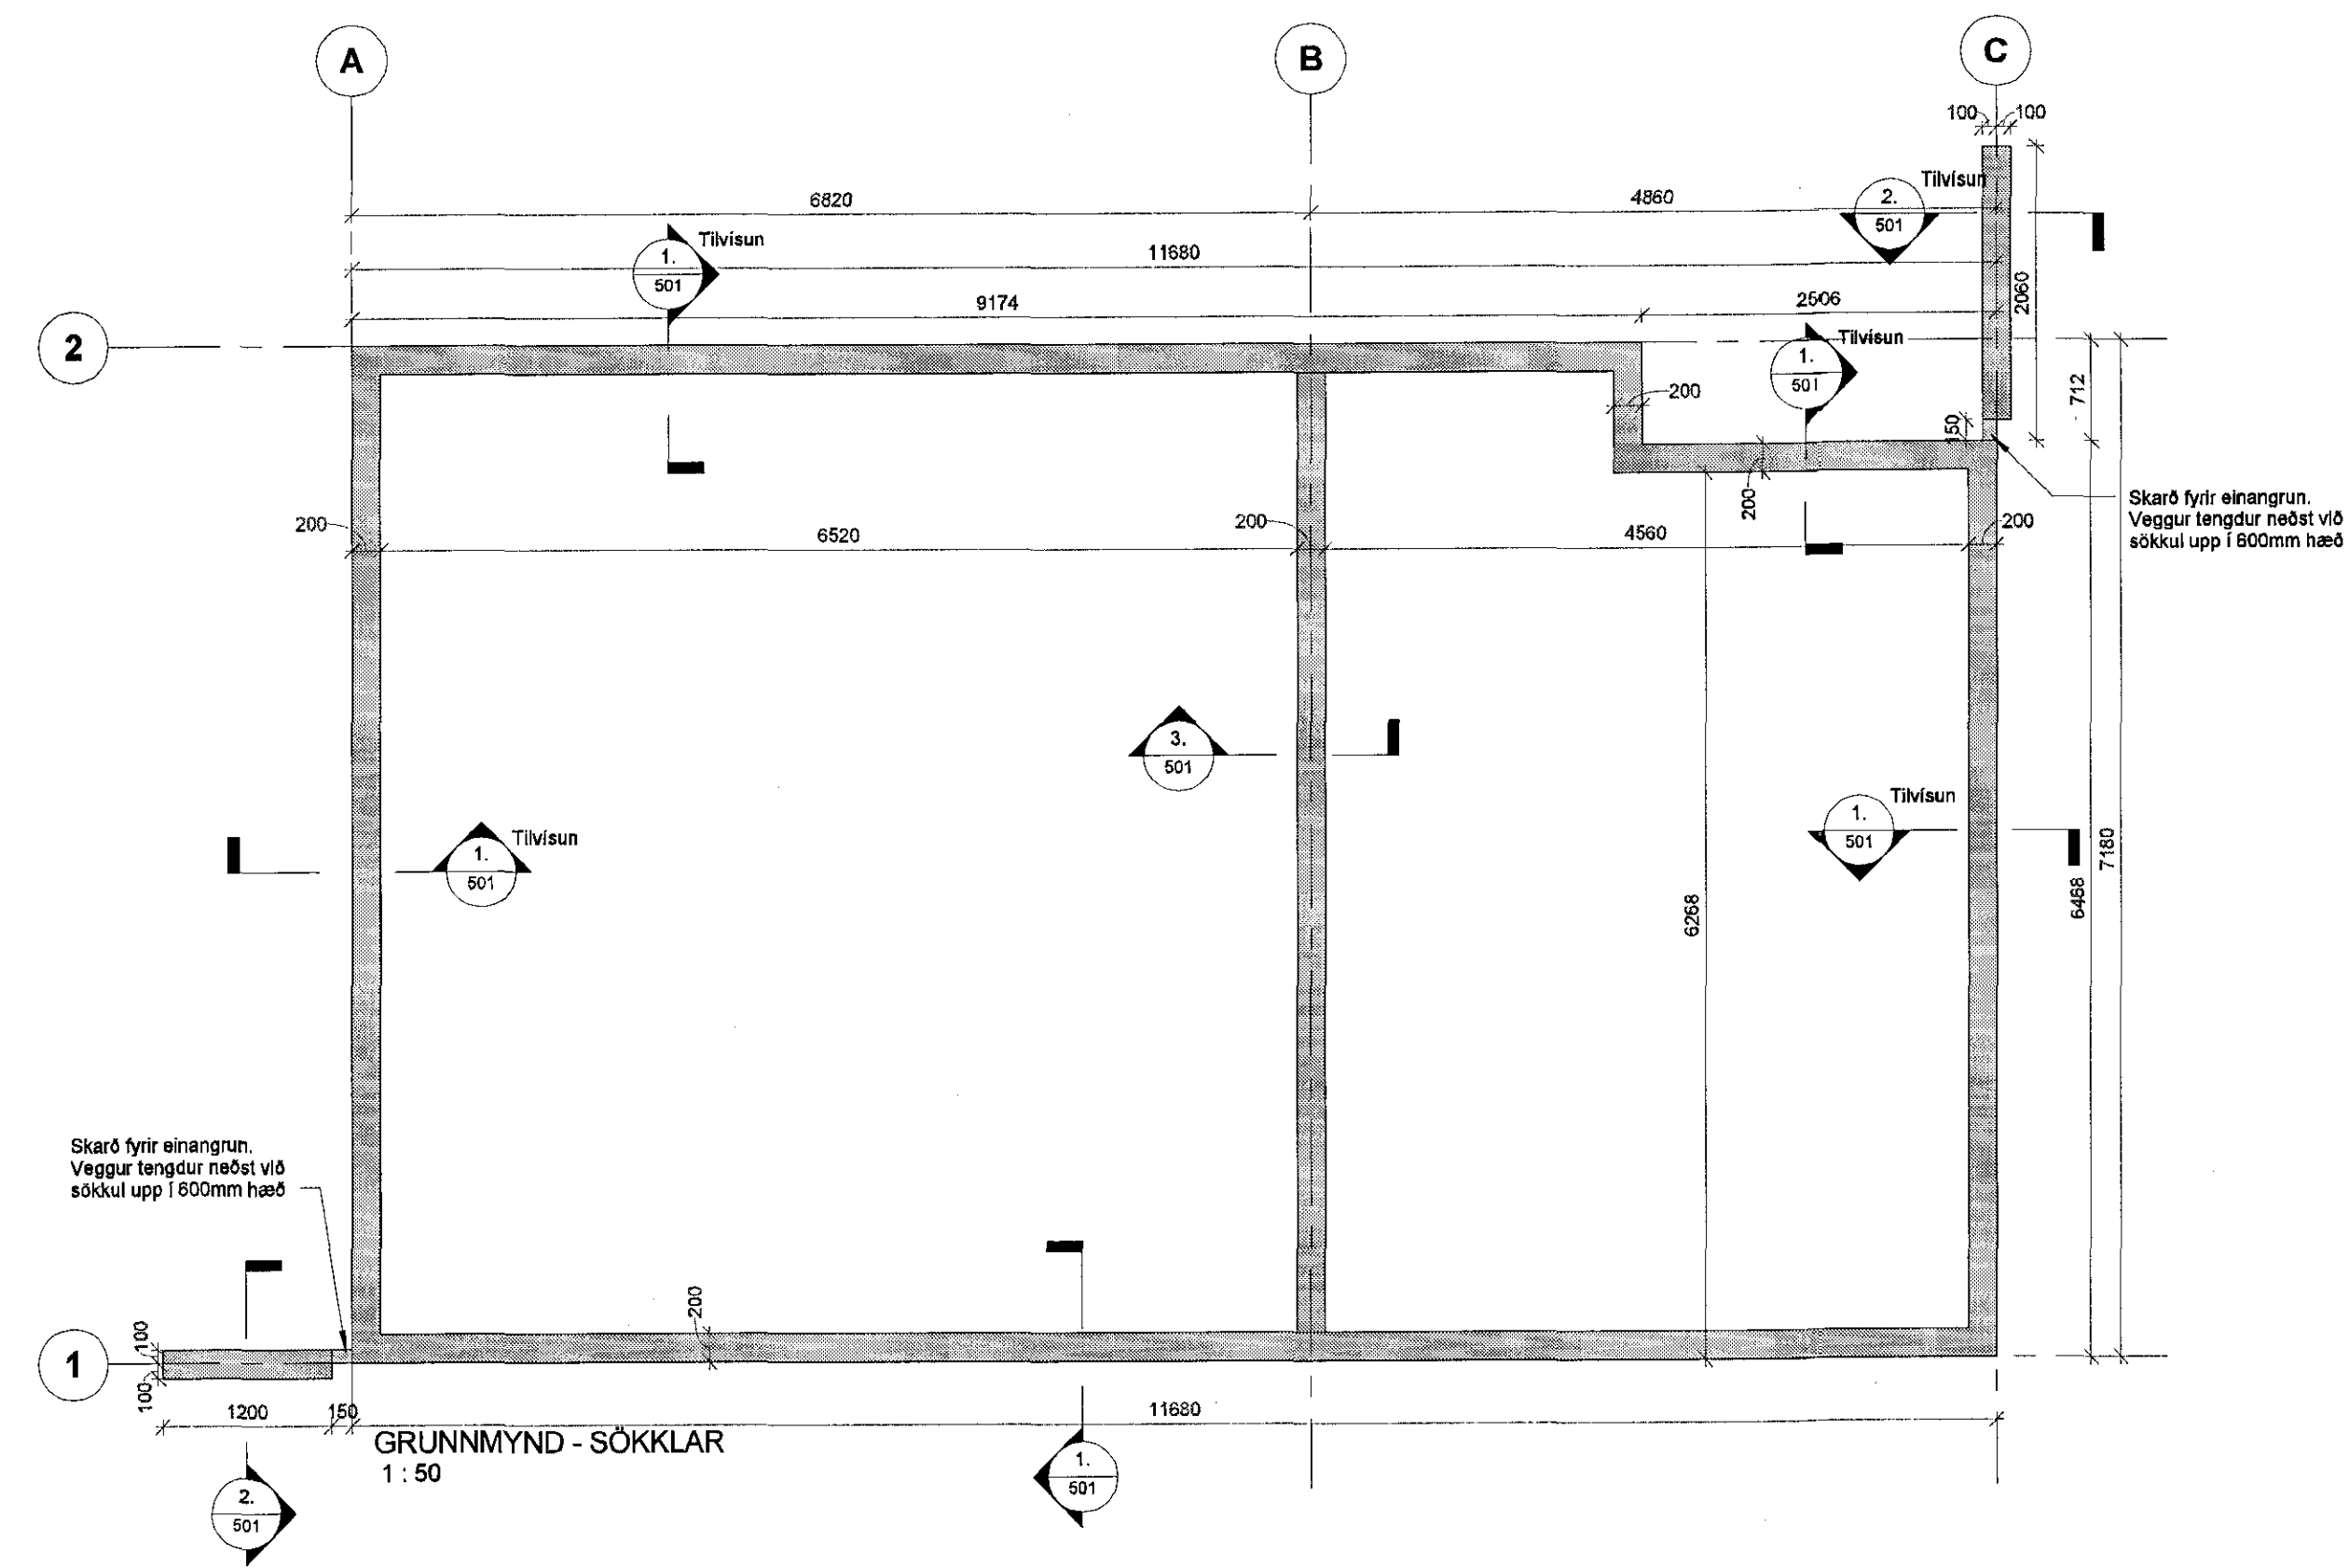 A
B
C
100
100
6820
4860
Tilvísun
2.
501
Tilvísun
1.
501
11680
9174
2506
2060
2
Tilvísun
1.
501
200
712
150
200
200
6520
200
4560
200
Skarð fyrir einangrun.
Veggur tengdur neðst við
sökkul upp í 600mm hæð
3.
501
Tilvísun
1.
501
Tilvísun
1.
501
6268
6468
7180
Skarð fyrir einangrun.
Veggur tengdur neðst við
sökkul upp í 600mm hæð
200
100
1
100
1200
150
11680
GRUNNMYND - SÖKKLAR
1 : 50
2.
501
1.
501